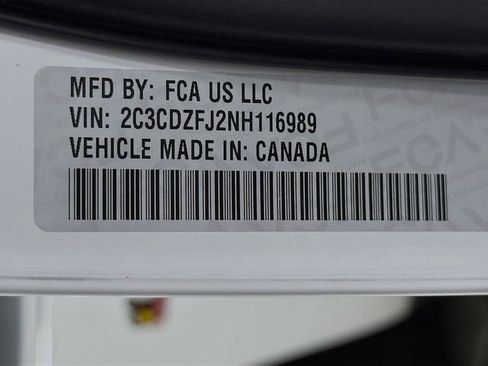 MFD BY: FCA US LLC
VIN: 2C3CDZFJ2NH116989
VEHICLE MADE IN: CANADA